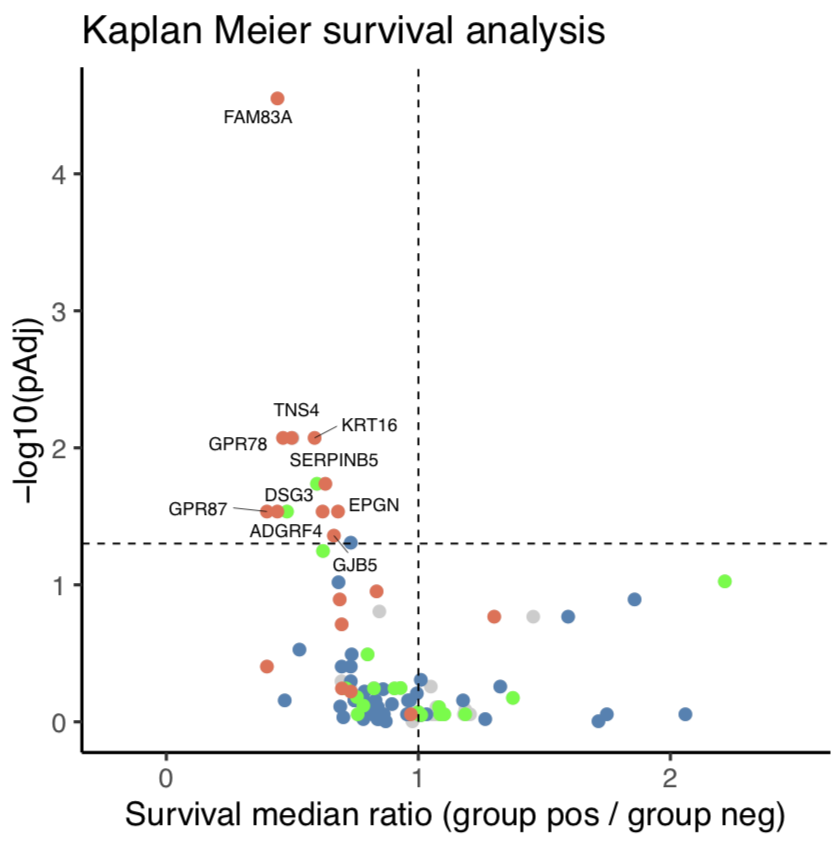 Kaplan Meier survival analysis
FAM83A
4
3
TNS4
KRT16
GPR78
2
SERPINB5
DSG3
EPGN
GPR87
ADGRF4
GJB5
1
0
−log10(pAdj)
0
1
2
Survival median ratio (group pos / group neg)